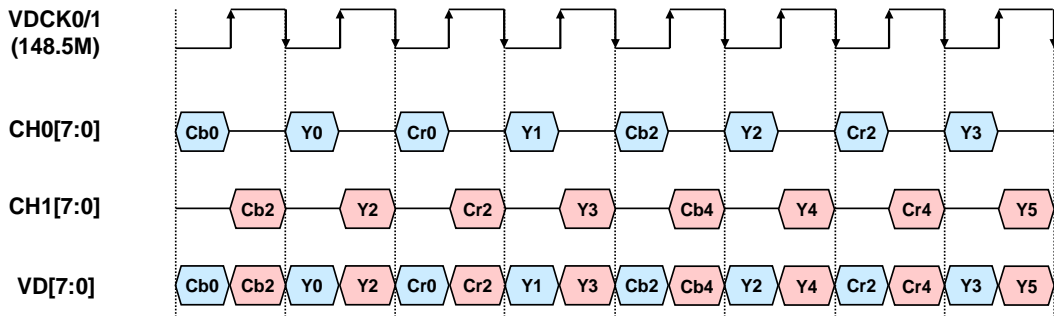 VDCK0/1
(148.5M)
CH0[7:0]
Cb0 Y0 Cr0 Y1 Cb2 Y2 Cr2 Y3
CH1[7:0]
Cb2 Y2 Cr2 Y3 Cb4 Y4 Cr4 Y5
VD[7:0]
Cb0 Cb2 Y0 Y2 Cr0 Cr2 Y1 Y3 Cb2 Cb4 Y2 Y4 Cr2 Cr4 Y3 Y5